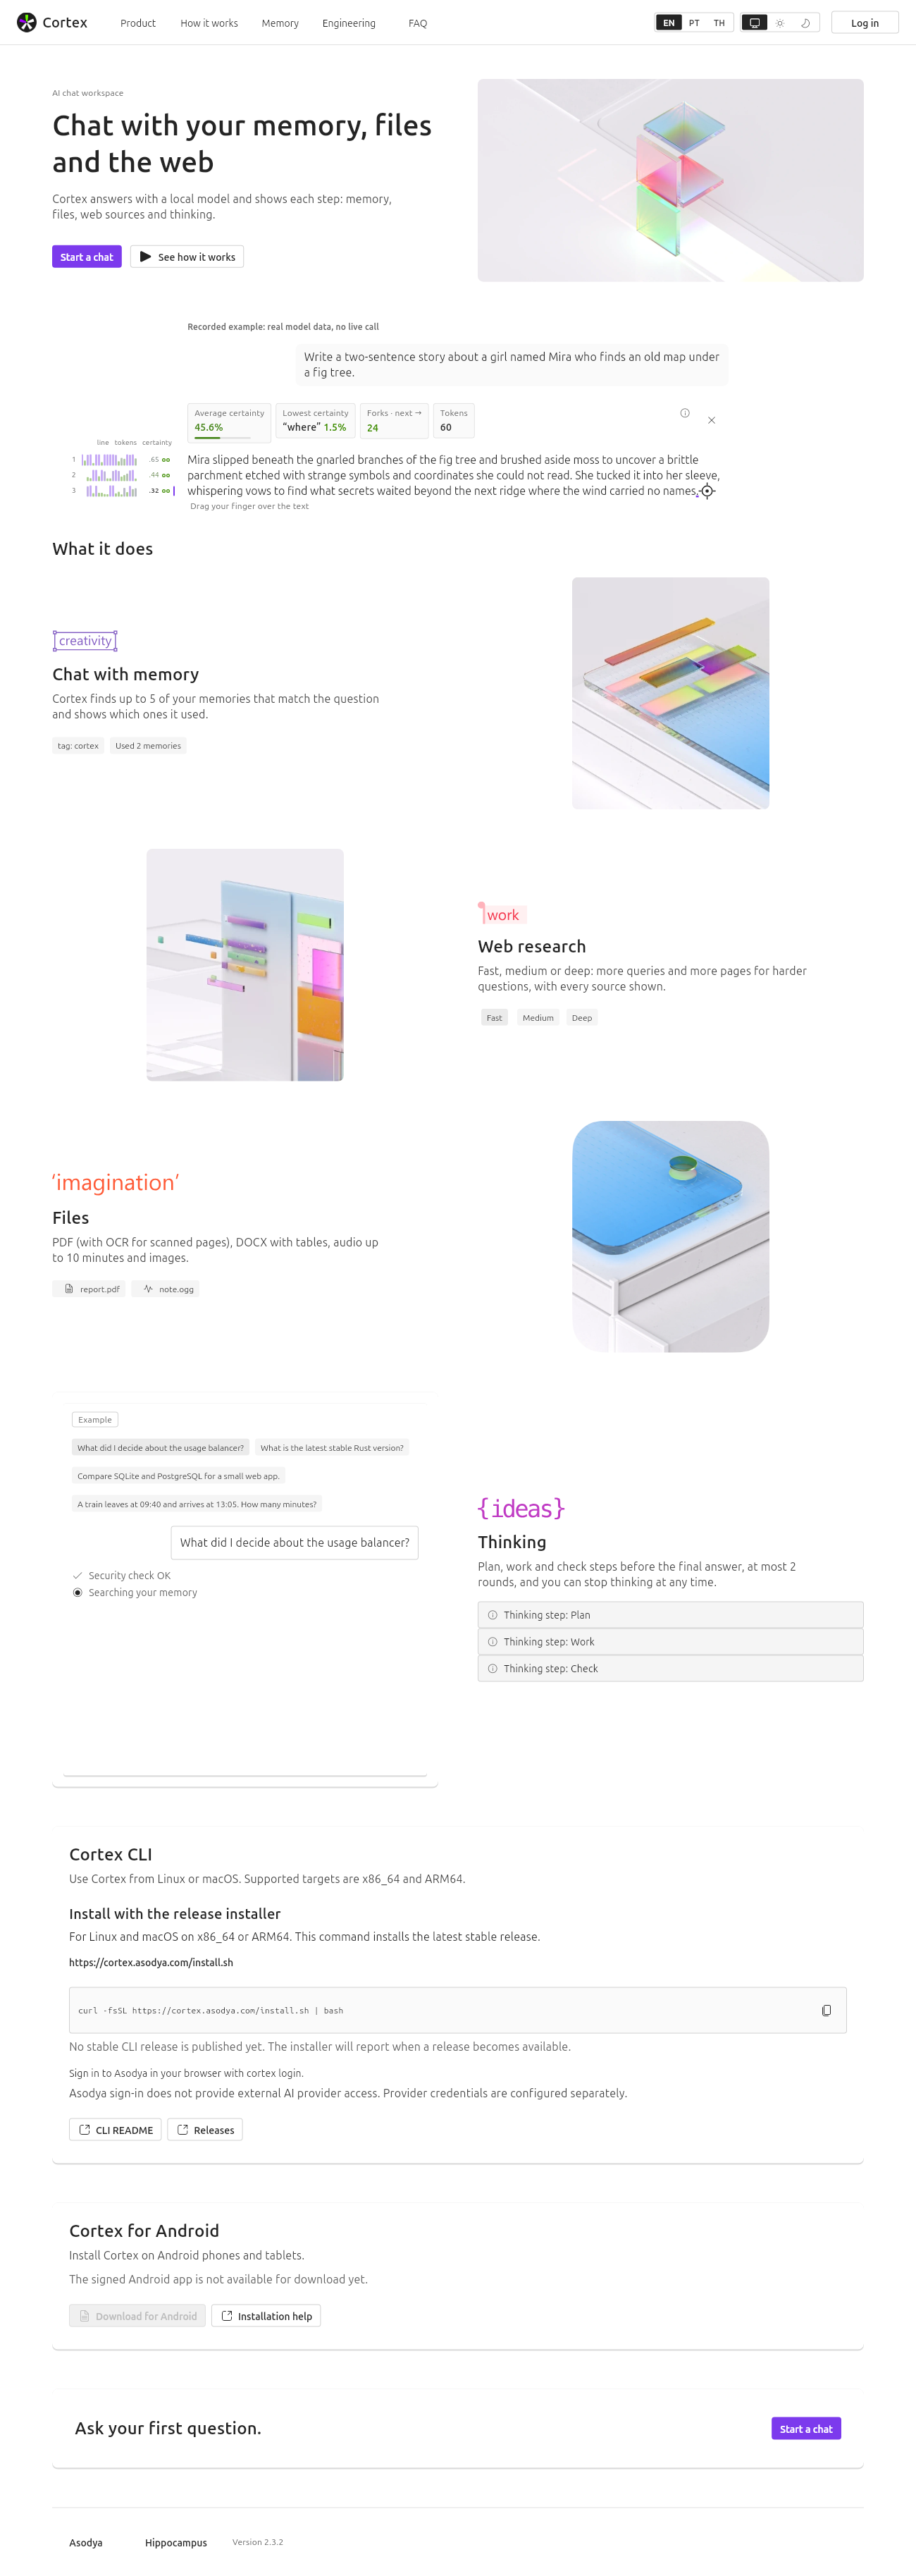 Cortex
Product How it works Memory Engineering FAQ
EN PT TH
Log in
AI chat workspace
Chat with your memory, files
and the web
Cortex answers with a local model and shows each step: memory,
files, web sources and thinking.
Start a chat
See how it works
Recorded example: real model data, no live call
Write a two-sentence story about a girl named Mira who finds an old map under
a fig tree.
Average certainty
45.6%
Lowest certainty
“where” 1.5%
Forks · next →
24
Tokens
60
line tokens certainty
1 .65
2 .44
3 .32
Mira slipped beneath the gnarled branches of the fig tree and brushed aside moss to uncover a brittle
parchment etched with strange symbols and coordinates she could not read. She tucked it into her sleeve,
whispering vows to find what secrets waited beyond the next ridge where the wind carried no names.
Drag your finger over the text
What it does
creativity
Chat with memory
Cortex finds up to 5 of your memories that match the question
and shows which ones it used.
tag: cortex
Used 2 memories
work
Web research
Fast, medium or deep: more queries and more pages for harder
questions, with every source shown.
Fast Medium Deep
'imagination'
Files
PDF (with OCR for scanned pages), DOCX with tables, audio up
to 10 minutes and images.
report.pdf
note.ogg
Example
What did I decide about the usage balancer?
What is the latest stable Rust version?
Compare SQLite and PostgreSQL for a small web app.
A train leaves at 09:40 and arrives at 13:05. How many minutes?
What did I decide about the usage balancer?
Security check OK
Searching your memory
{ideas}
Thinking
Plan, work and check steps before the final answer, at most 2
rounds, and you can stop thinking at any time.
Thinking step: Plan
Thinking step: Work
Thinking step: Check
Cortex CLI
Use Cortex from Linux or macOS. Supported targets are x86_64 and ARM64.
Install with the release installer
For Linux and macOS on x86_64 or ARM64. This command installs the latest stable release.
https://cortex.asodya.com/install.sh
curl -fsSL https://cortex.asodya.com/install.sh | bash
No stable CLI release is published yet. The installer will report when a release becomes available.
Sign in to Asodya in your browser with cortex login.
Asodya sign-in does not provide external AI provider access. Provider credentials are configured separately.
CLI README
Releases
Cortex for Android
Install Cortex on Android phones and tablets.
The signed Android app is not available for download yet.
Download for Android
Installation help
Ask your first question.
Start a chat
Asodya
Hippocampus
Version 2.3.2